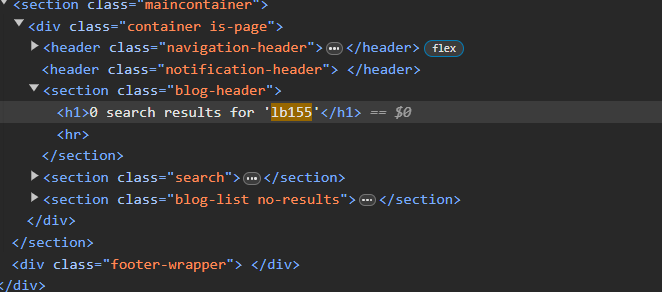 <section class="maincontainer">
<div class="container is-page">
<header class="navigation-header">…</header> flex
<header class="notification-header"> </header>
<section class="blog-header">
<h1>0 search results for 'lb155'</h1> == $0
<hr>
</section>
<section class="search">…</section>
<section class="blog-list no-results">…</section>
</div>
</section>
<div class="footer-wrapper"> </div>
</div>